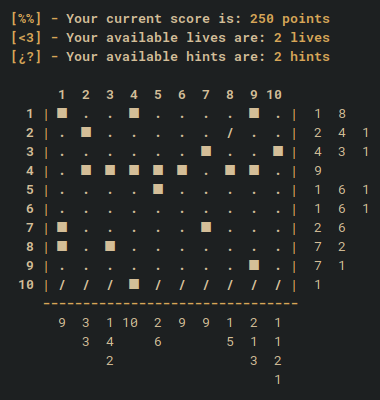 [%%] - Your current score is: 250 points
[<3] - Your available lives are: 2 lives
[¿?] - Your available hints are: 2 hints
1 2 3 4 5 6 7 8 9 10
1 | ■ . . ■ . . . . ■ . | 1 8
2 | . ■ . . . . . / . . | 2 4 1
3 | . . . . . . ■ . . ■ | 4 3 1
4 | . ■ ■ ■ ■ ■ . ■ ■ . | 9
5 | . . . . ■ . . . . . | 1 6 1
6 | . . . . . . . . . . | 1 6 1
7 | ■ . . . . . ■ . . . | 2 6
8 | ■ . ■ . . . . . . . | 7 2
9 | . . . . . . . . ■ . | 7 1
10 | / / / ■ / / / / / / | 1
-------------------------------
9 3 1 10 2 9 9 1 2 1
3 4 6 5 1 1
2 3 2
1